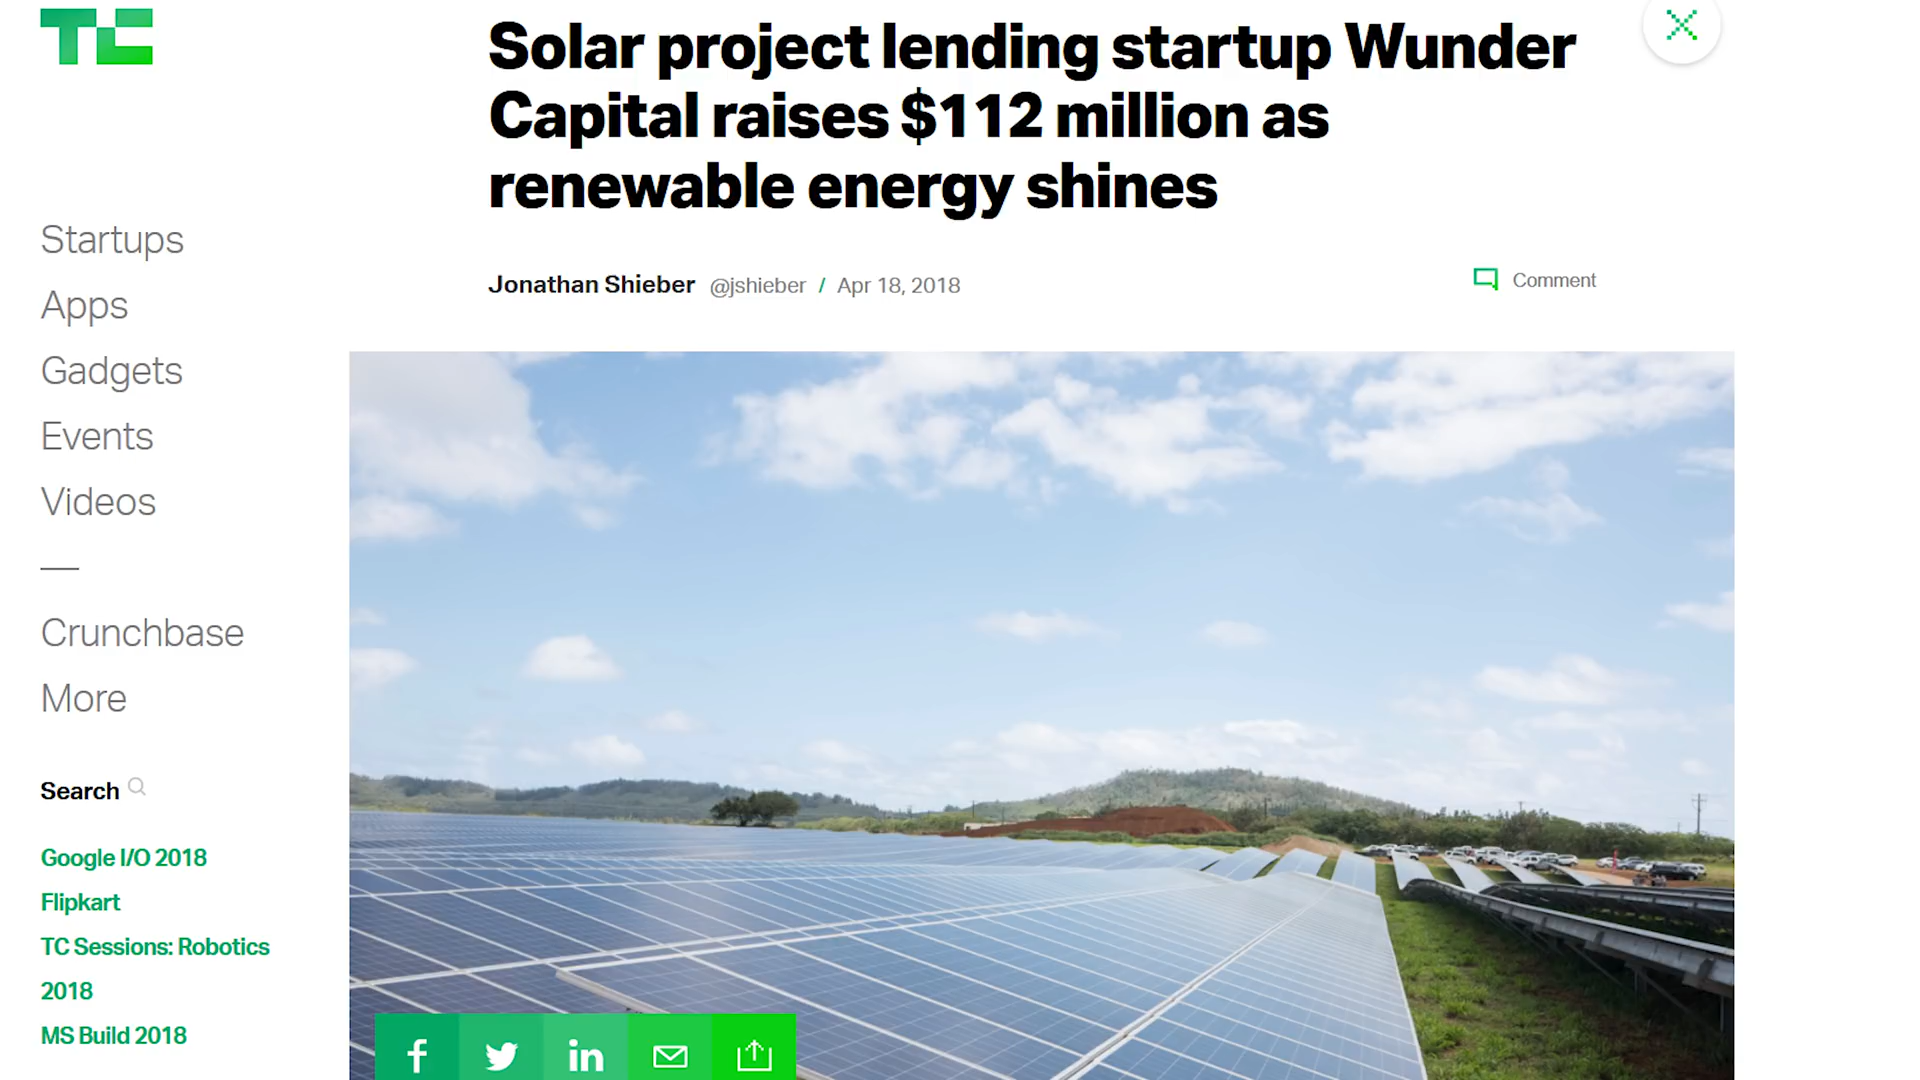 TC
Solar project lending startup Wunder
Capital raises $112 million as
renewable energy shines
Jonathan Shieber @jshieber / Apr 18, 2018
Comment
Startups
Apps
Gadgets
Events
Videos
Crunchbase
More
Search
Google I/O 2018
Flipkart
TC Sessions: Robotics
2018
MS Build 2018
f
in